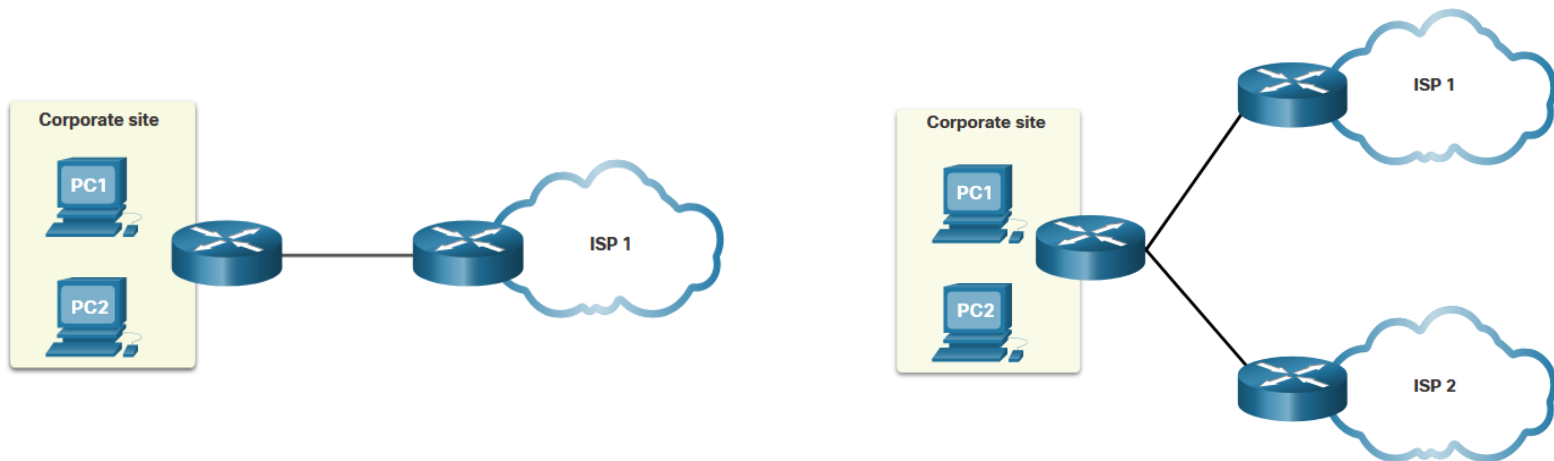 Corporate site
PC1
PC2
ISP 1
Corporate site
PC1
PC2
ISP 1
ISP 2